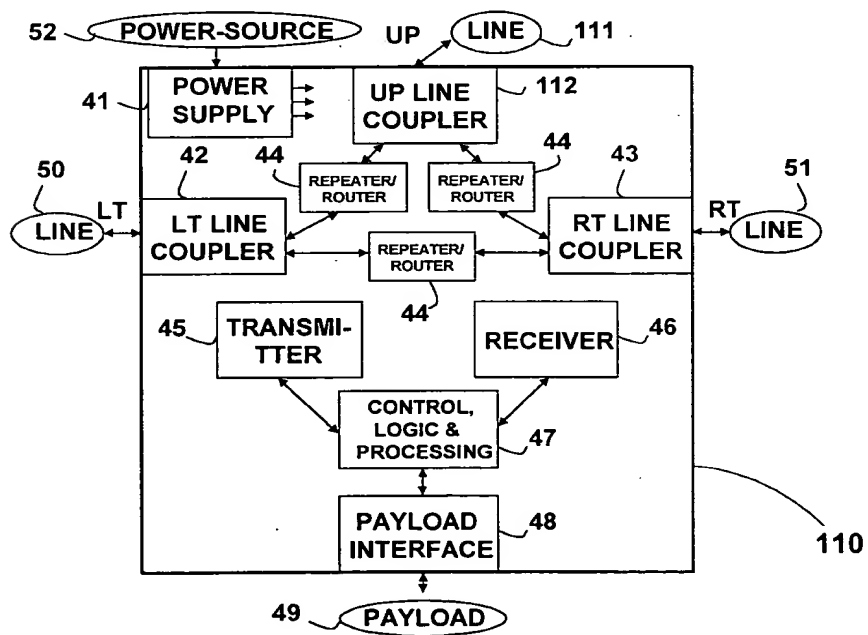 52
POWER-SOURCE
UP
LINE
111
41
POWER
SUPPLY
UP LINE
COUPLER
112
50
42
44
44
43
51
REPEATER/
ROUTER
REPEATER/
ROUTER
LINE
LT
LT LINE
COUPLER
RT LINE
COUPLER
RT
LINE
REPEATER/
ROUTER
44
45
TRANSMI-
TTER
RECEIVER
46
CONTROL,
LOGIC &
PROCESSING
47
PAYLOAD
INTERFACE
48
110
49
PAYLOAD